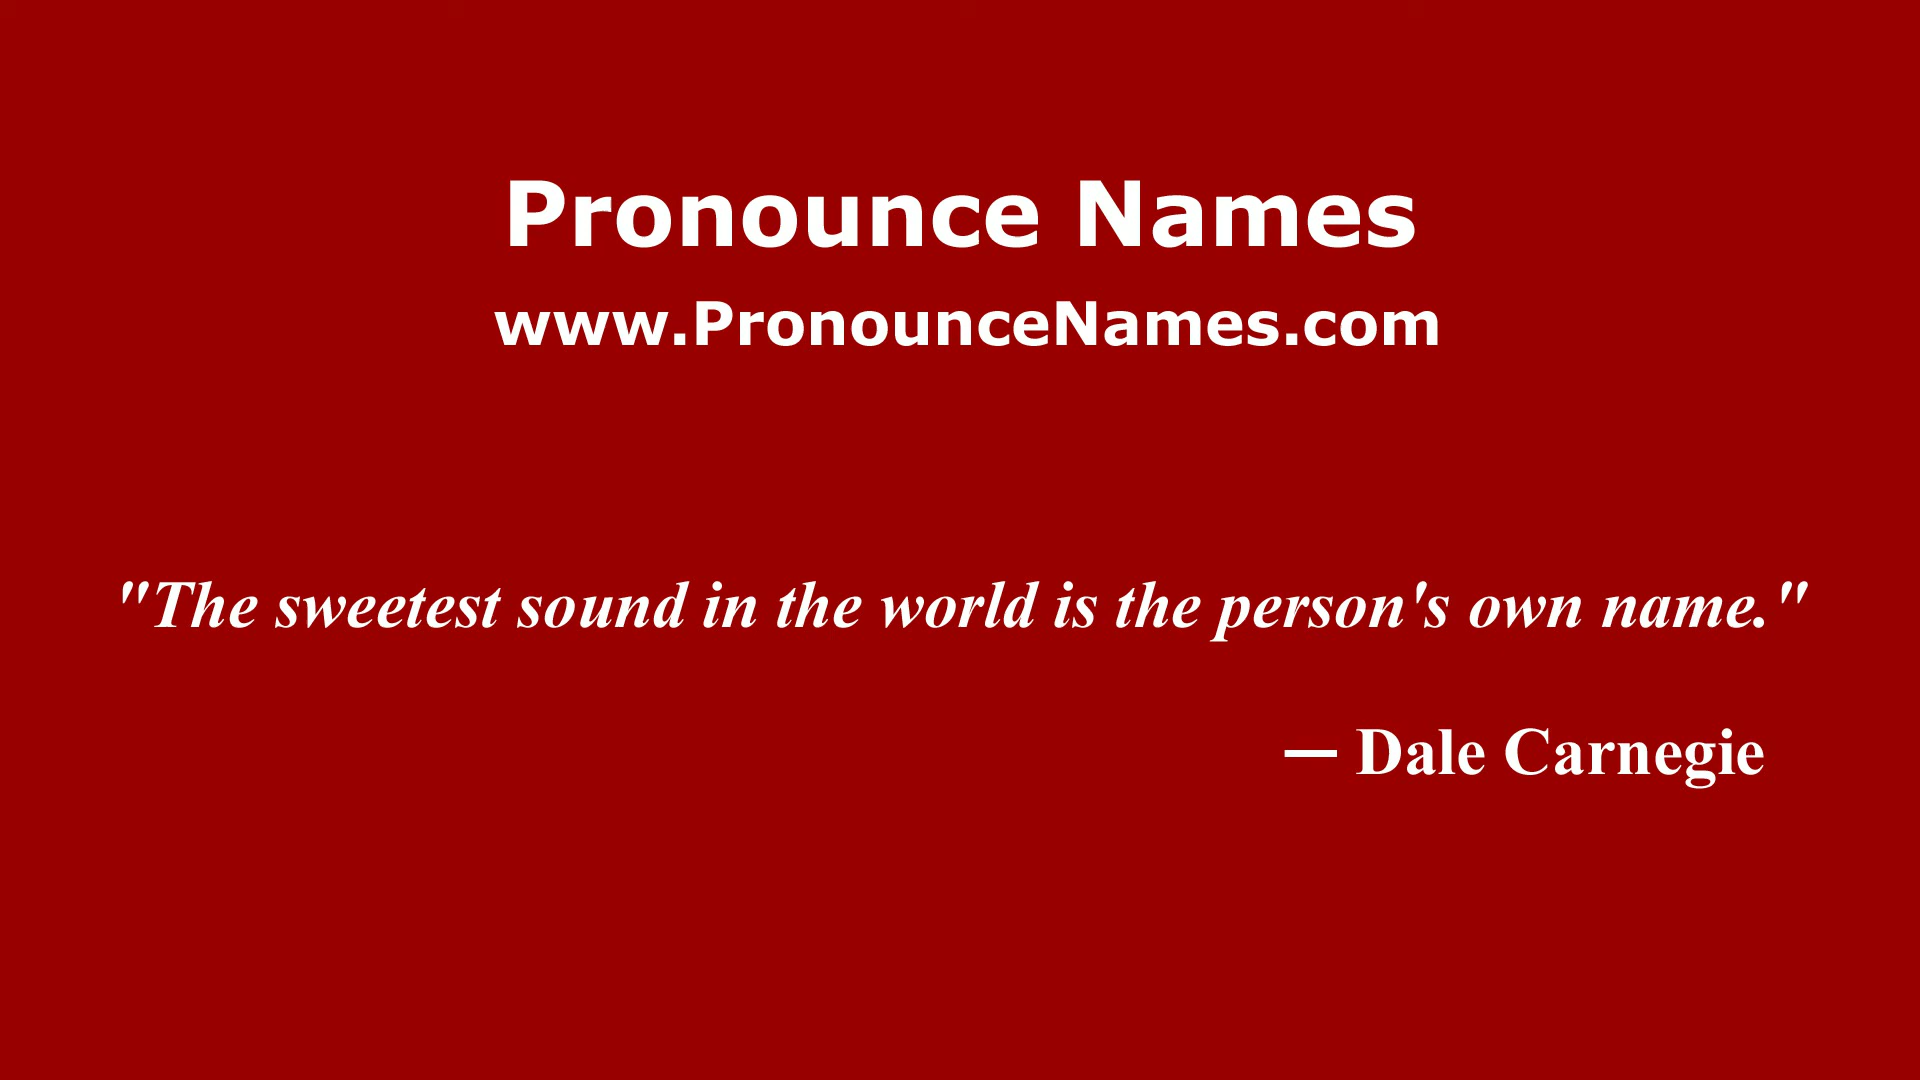 Pronounce Names
www.PronounceNames.com
"The sweetest sound in the world is the person's own name."
— Dale Carnegie